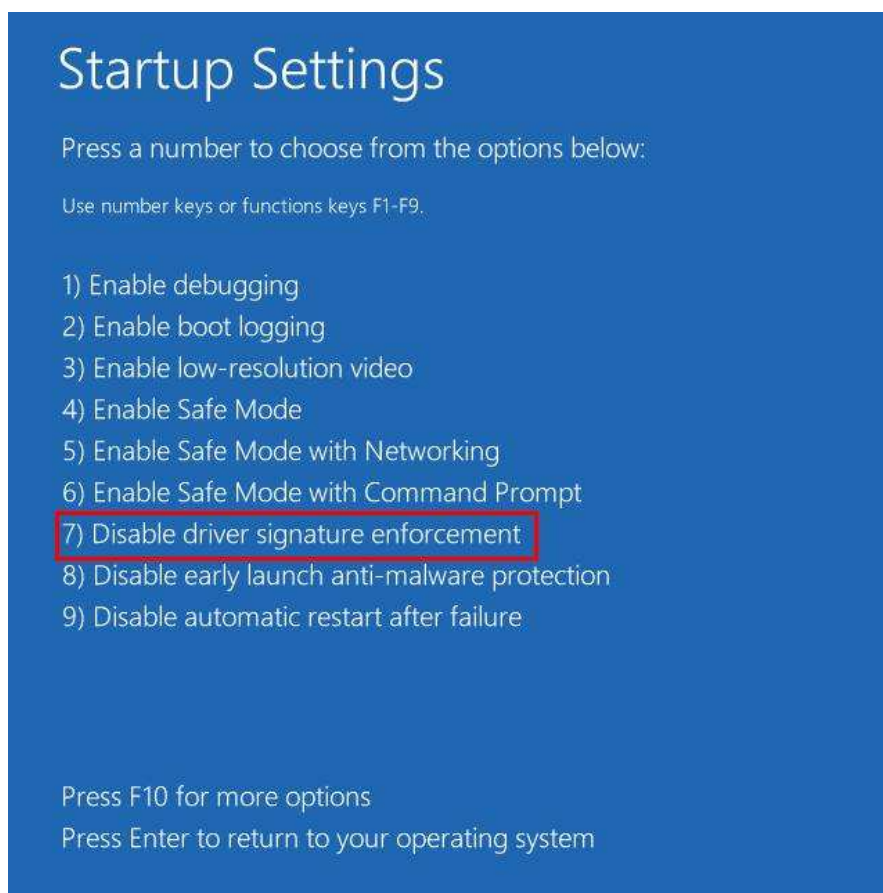 Startup Settings
Press a number to choose from the options below:
Use number keys or functions keys F1-F9.
1) Enable debugging
2) Enable boot logging
3) Enable low-resolution video
4) Enable Safe Mode
5) Enable Safe Mode with Networking
6) Enable Safe Mode with Command Prompt
7) Disable driver signature enforcement
8) Disable early launch anti-malware protection
9) Disable automatic restart after failure
Press F10 for more options
Press Enter to return to your operating system